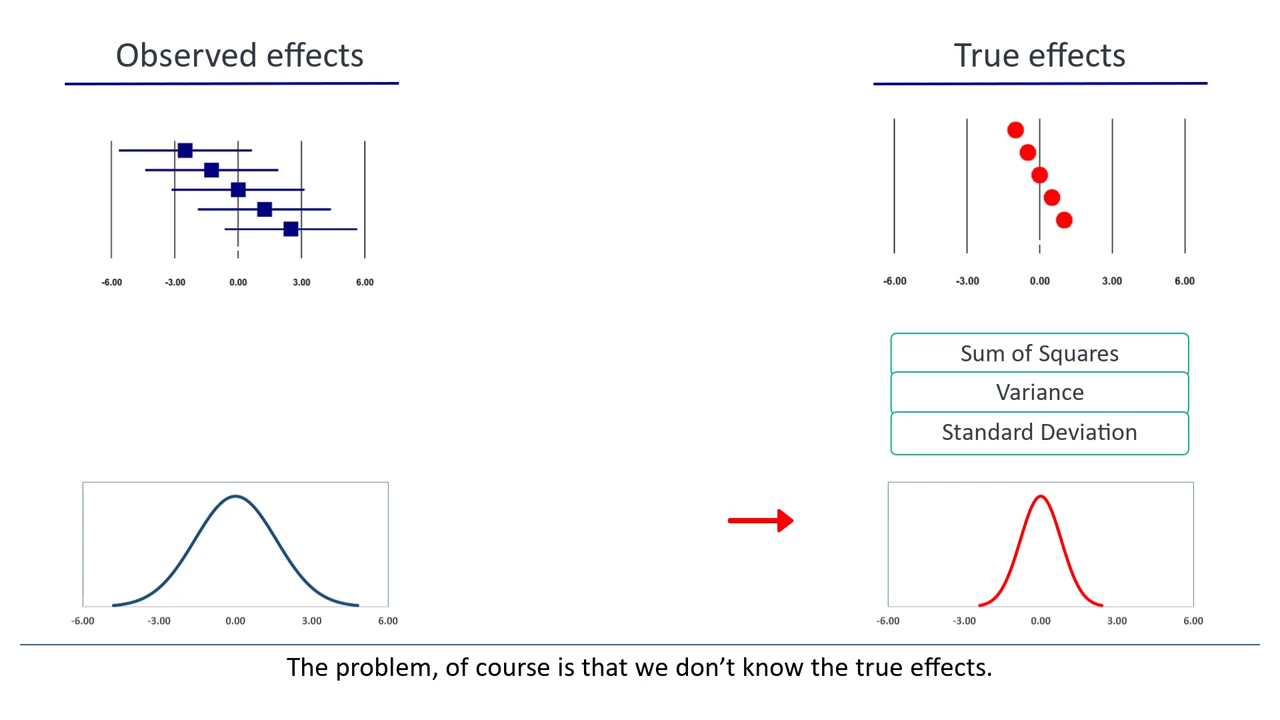 Observed effects
True effects
-6.00 -3.00 0.00 3.00 6.00
-6.00 -3.00 0.00 3.00 6.00
Sum of Squares
Variance
Standard Deviation
-6.00 -3.00 0.00 3.00 6.00
-6.00 -3.00 0.00 3.00 6.00
The problem, of course is that we don’t know the true effects.